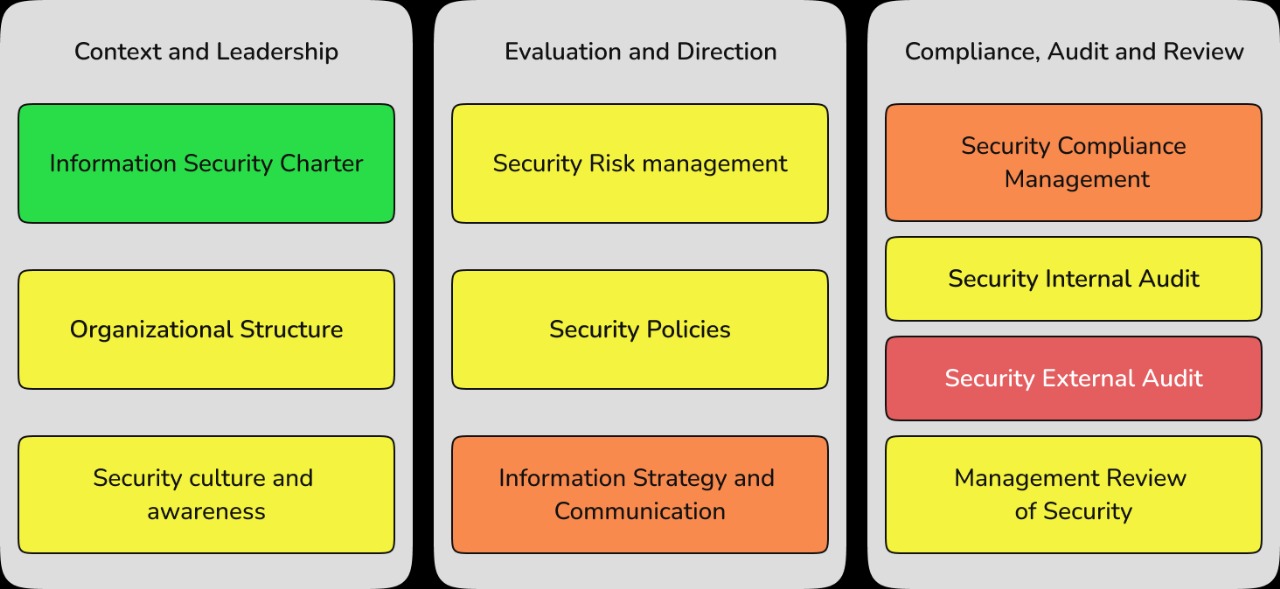 Context and Leadership
Information Security Charter
Organizational Structure
Security culture and
awareness
Evaluation and Direction
Security Risk management
Security Policies
Information Strategy and
Communication
Compliance, Audit and Review
Security Compliance
Management
Security Internal Audit
Security External Audit
Management Review
of Security